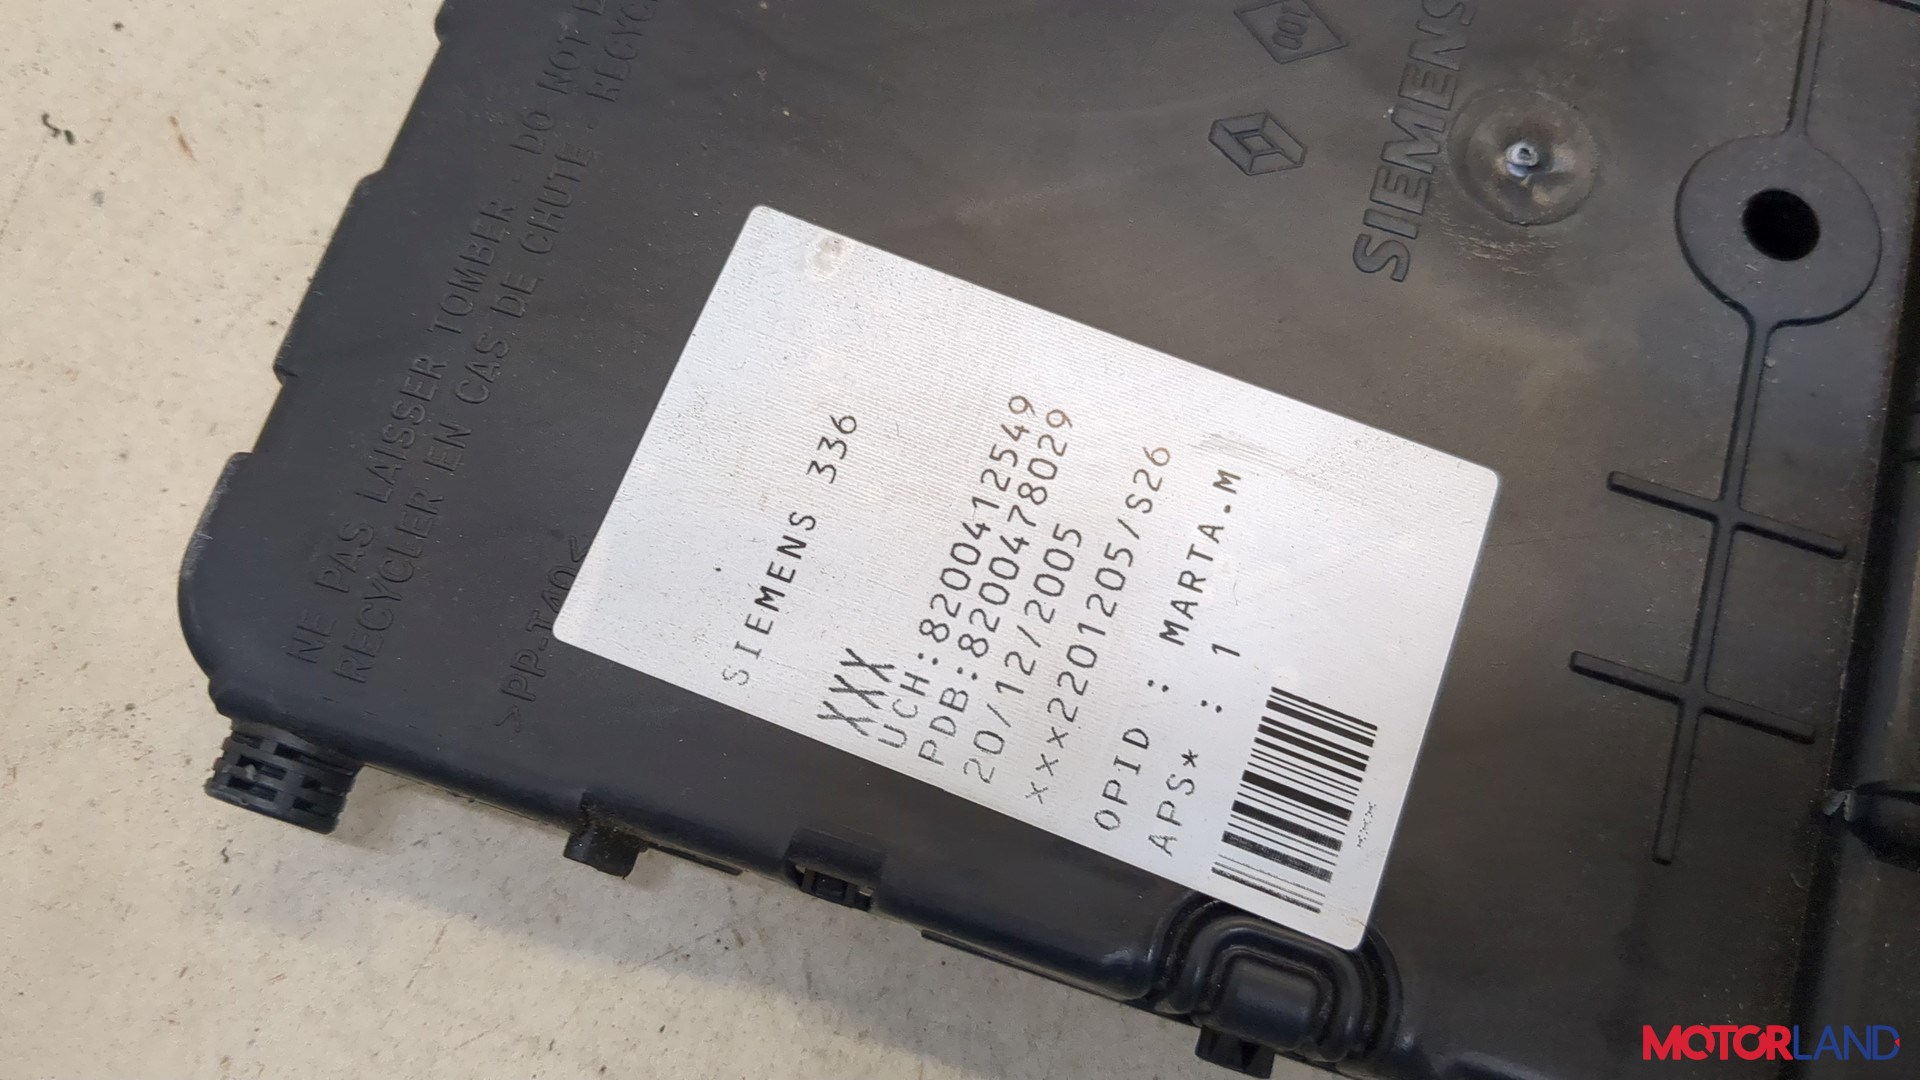 NE PAS LAISSER TOMBER - DO NOT
RECYCLER EN CAS DE CHUTE - RECYC
>PP-T40<
SIEMENS
SIEMENS 336
XXX
UCH:8200412549
PDB:8200478029
20/12/2005
xxx2201205/S26
OPID : MARTA.M
APS* : 1
MOTORLAND